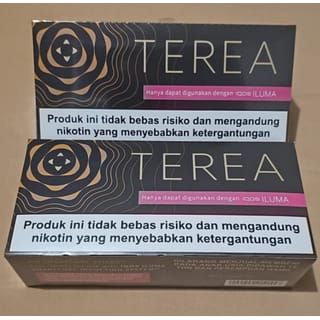 TEREA
Hanya dapat digunakan dengan IQOS ILUMA
Produk ini tidak bebas risiko dan mengandung
nikotin yang menyebabkan ketergantungan
TEREA
Hanya dapat digunakan dengan IQOS ILUMA
Produk ini tidak bebas risiko dan mengandung
nikotin yang menyebabkan ketergantungan